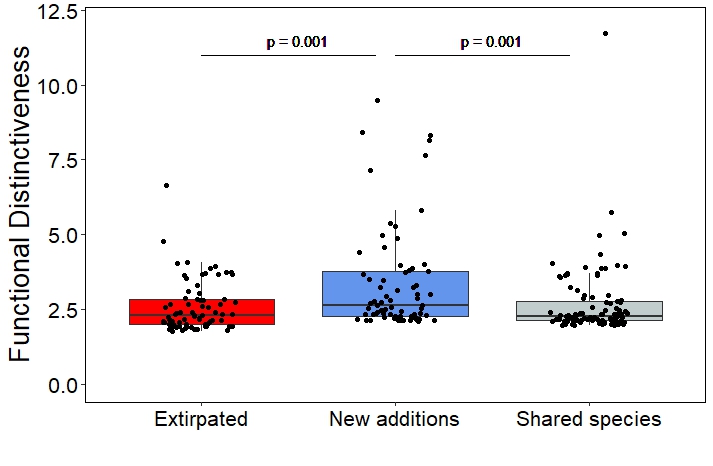 Functional Distinctiveness
12.5
10.0
7.5
5.0
2.5
0.0
p = 0.001
p = 0.001
Extirpated
New additions
Shared species